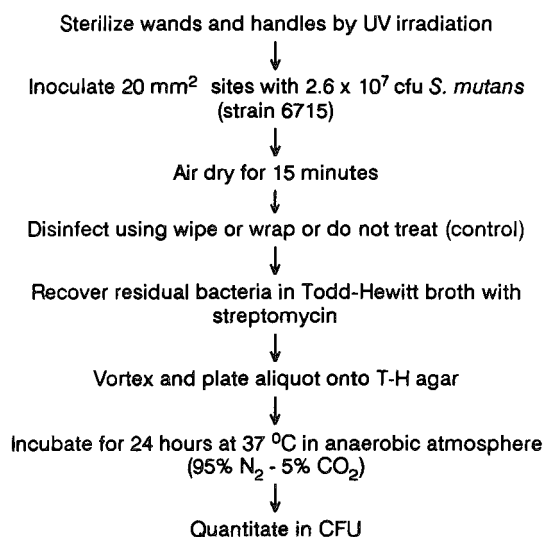 Sterilize wands and handles by UV irradiation
Inoculate 20 mm² sites with 2.6 x 10⁷ cfu S. mutans
(strain 6715)
Air dry for 15 minutes
Disinfect using wipe or wrap or do not treat (control)
Recover residual bacteria in Todd-Hewitt broth with
streptomycin
Vortex and plate aliquot onto T-H agar
Incubate for 24 hours at 37 ⁰C in anaerobic atmosphere
(95% N₂ - 5% CO₂)
Quantitate in CFU